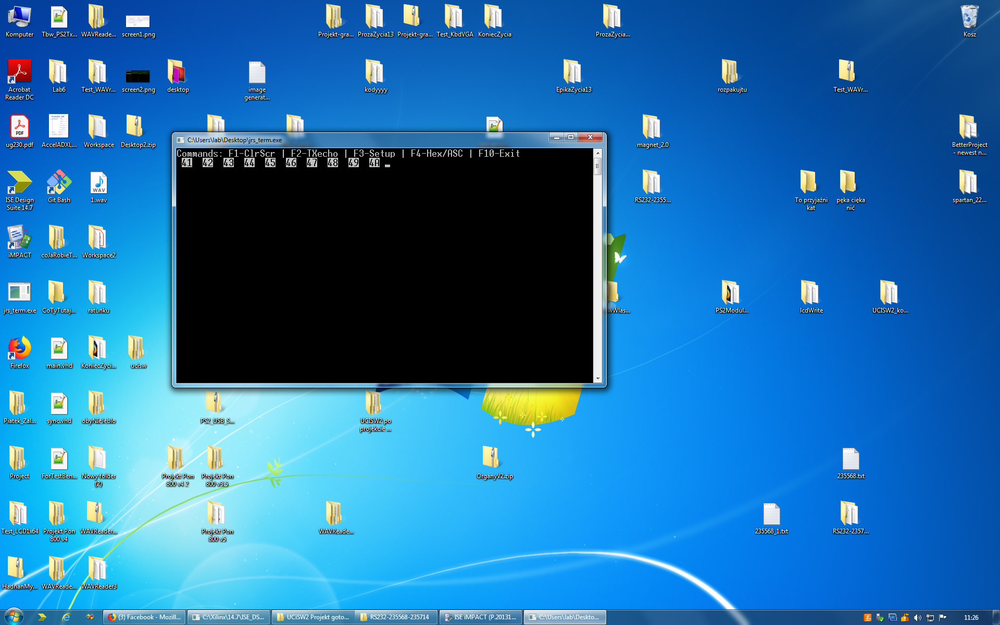 Komputer
Tbw_PS2Tx...
WAVReade...
screen1.png
Projekt-gra...
ProzaZycia13
Projekt-gra...
Test_KbdVGA
KoniecZycia
ProzaZycia...
Kosz
Acrobat
Reader DC
Lab6
Test_WAVr...
screen2.png
desktop
image
generat...
kodyyyy
EpikaZycia13
rozpakujtu
Test_WAVr...
ug230.pdf
AccelADXL...
Workspace
Desktop2.zip
magnet_2.0
BetterProject
- newest n...
C:\Users\lab\Desktop\jrs_term.exe
Commands: F1-ClrScr | F2-TXecho | F3-Setup | F4-Hex/ASC | F10-Exit
41 42 43 44 45 46 47 48 49 4A
ISE Design
Suite 14.7
Git Bash
WAV
1.wav
RS232-2355...
To przyjaźni
kat
pęka cięka
nić
spartan_22...
iMPACT
coJaRobieT...
Workspace2
jrs_term.exe
CoTyTutaj...
ratunku
wWlas...
PS2Modul...
lcdWrite
UCISW2_ko...
Firefox
main.vhd
KoniecZyci...
ucisw
Piatek_Zal...
sync.vhd
obyNIeJeblo
PS2_USB_S...
UCISW2 po
projekcie ...
Project
ForTestBen...
Nowy folder
(2)
Projekt Pon
800 v4 2
Projekt Pon
800 v3.5
OrganyV2.zip
235568.txt
Test_LCD1x64
Projekt Pon
800 v4
WAVReader...
Projekt Pon
800 v5
WAVReade...
235568_1.txt
RS232-2357...
HadrianMy...
WAVReade...
WAVReader3
(3) Facebook - Mozill...
C:\Xilinx\14.7\ISE_DS...
UCiSW2 Projekt goto...
RS232-235568-235714
ISE iMPACT (P.20131...
C:\Users\lab\Deskto...
11:26